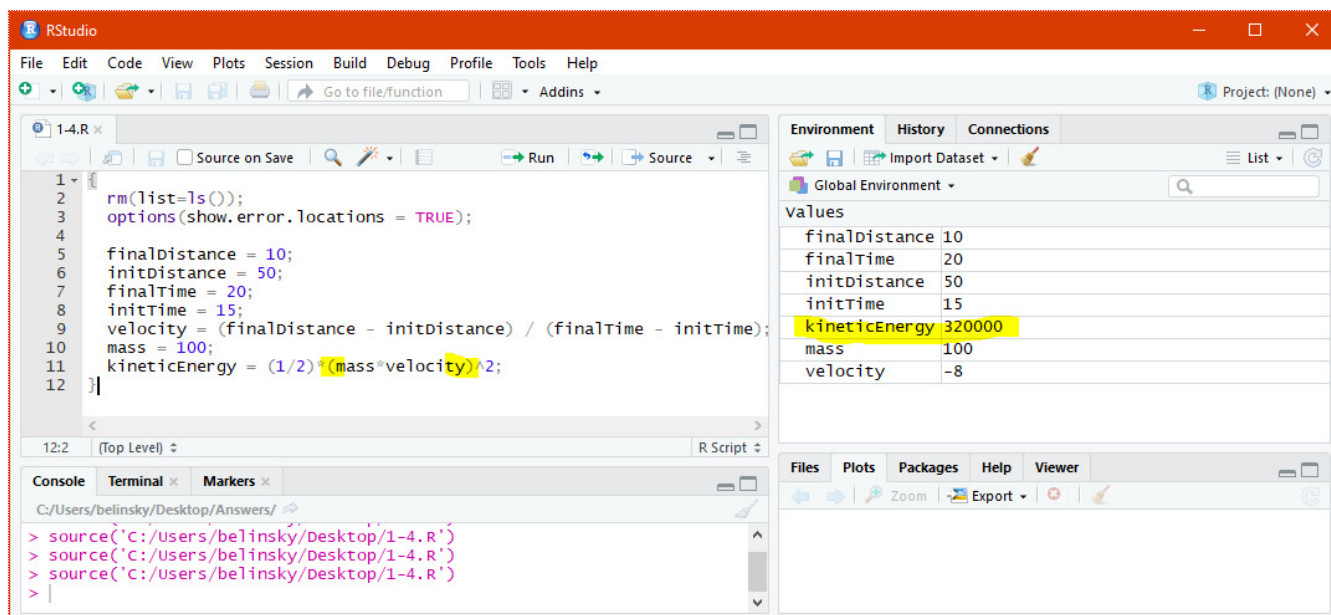 RStudio
File Edit Code View Plots Session Build Debug Profile Tools Help
Go to file/function Addins Project: (None)
1-4.R
Source on Save Run Source
1 {
2 rm(list=ls());
3 options(show.error.locations = TRUE);
4
5 finalDistance = 10;
6 initDistance = 50;
7 finalTime = 20;
8 initTime = 15;
9 velocity = (finalDistance - initDistance) / (finalTime - initTime);
10 mass = 100;
11 kineticEnergy = (1/2)*(mass*velocity)^2;
12 }
12:2 (Top Level) R Script
Console Terminal Markers
C:/Users/belinsky/Desktop/Answers/
> source('C:/Users/belinsky/Desktop/1-4.R')
> source('C:/Users/belinsky/Desktop/1-4.R')
> source('C:/Users/belinsky/Desktop/1-4.R')
>
Environment History Connections
Import Dataset List
Global Environment
Values
finalDistance 10
finalTime 20
initDistance 50
initTime 15
kineticEnergy 320000
mass 100
velocity -8
Files Plots Packages Help Viewer
Zoom Export